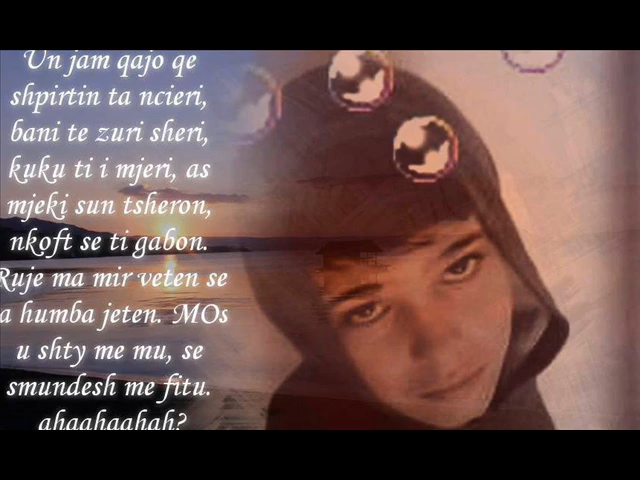 Un jam qajo qe
shpirtin ta ncieri,
bani te zuri sheri,
kuku ti i mjeri, as
mjeki sun tsheron,
nkoft se ti gabon.
Ruje ma mir veten se
a humba jeten. MOs
u shty me mu, se
smundesh me fitu.
ahaahaahah?